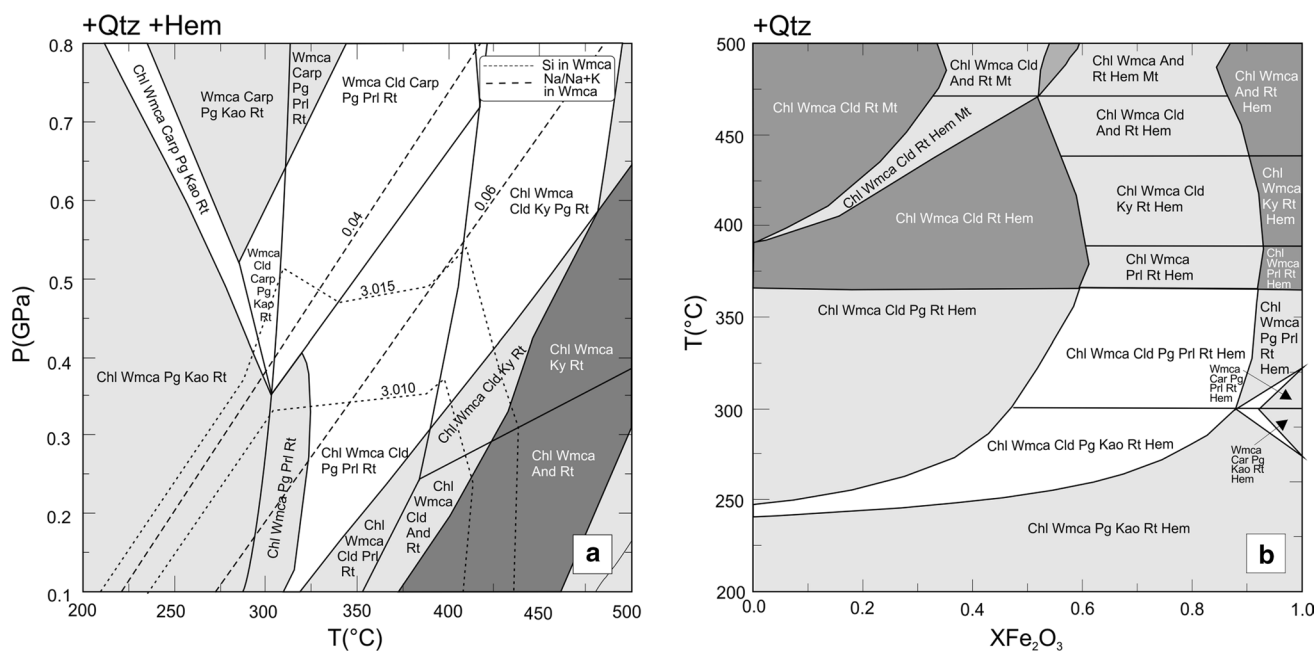 +Qtz +Hem
0.8
0.7
0.6
0.5
0.4
0.3
0.2
0.1
P(GPa)
200
250
300
350
400
450
500
T(°C)
Si in Wmca
Na/Na+K
in Wmca
Chl Wmca Carp Pg Kao Rt
Wmca Carp
Pg Kao Rt
Wmca
Carp
Pg
Prl
Rt
Wmca Cld Carp
Pg Prl Rt
Chl Wmca
Cld Ky Pg Rt
Wmca
Cld
Carp
Pg
Kao
Rt
0.04
0.06
3.015
3.010
Chl Wmca Pg Kao Rt
Chl Wmca Pg Prl Rt
Chl Wmca Cld
Pg Prl Rt
Chl Wmca Cld Ky Rt
Chl Wmca
Ky Rt
Chl Wmca
And Rt
Chl
Wmca
Cld
And
Rt
Chl
Wmca
Cld Prl
Rt
a
+Qtz
500
450
400
350
300
250
200
T(°C)
0.0
0.2
0.4
0.6
0.8
1.0
XFe₂O₃
Chl Wmca Cld Rt Mt
Chl Wmca Cld
And Rt Mt
Chl Wmca And
Rt Hem Mt
Chl Wmca
And Rt
Hem
Chl Wmca Cld Rt Hem Mt
Chl Wmca Cld
And Rt Hem
Chl Wmca Cld Rt Hem
Chl Wmca Cld
Ky Rt Hem
Chl
Wmca
Ky Rt
Hem
Chl Wmca
Prl Rt Hem
Chl
Wmca
Prl Rt
Hem
Chl Wmca Cld Pg Rt Hem
Chl
Wmca
Pg Prl
Rt
Hem
Chl Wmca Cld Pg Prl Rt Hem
Wmca
Car Pg
Prl Rt
Hem
Chl Wmca Cld Pg Kao Rt Hem
Wmca
Car Pg
Kao Rt
Hem
Chl Wmca Pg Kao Rt Hem
b